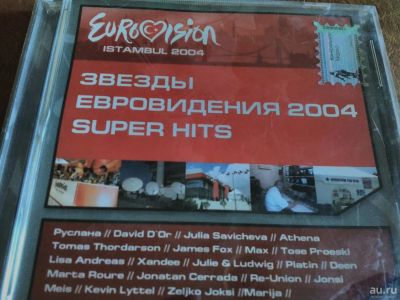 EUROVISION
ISTANBUL 2004
ЗВЕЗДЫ
ЕВРОВИДЕНИЯ 2004
SUPER HITS
Руслана // David D'Or // Julia Savicheva // Athena
Tomas Thordarson // James Fox // Max // Tose Proeski
Lisa Andreas // Xandee // Julie & Ludwig // Platin // Deen
Marta Roure // Jonatan Cerrada // Re-Union // Jonsi
Meis // Kevin Lyttel // Zeljko Joksi //Marija //
au.ru